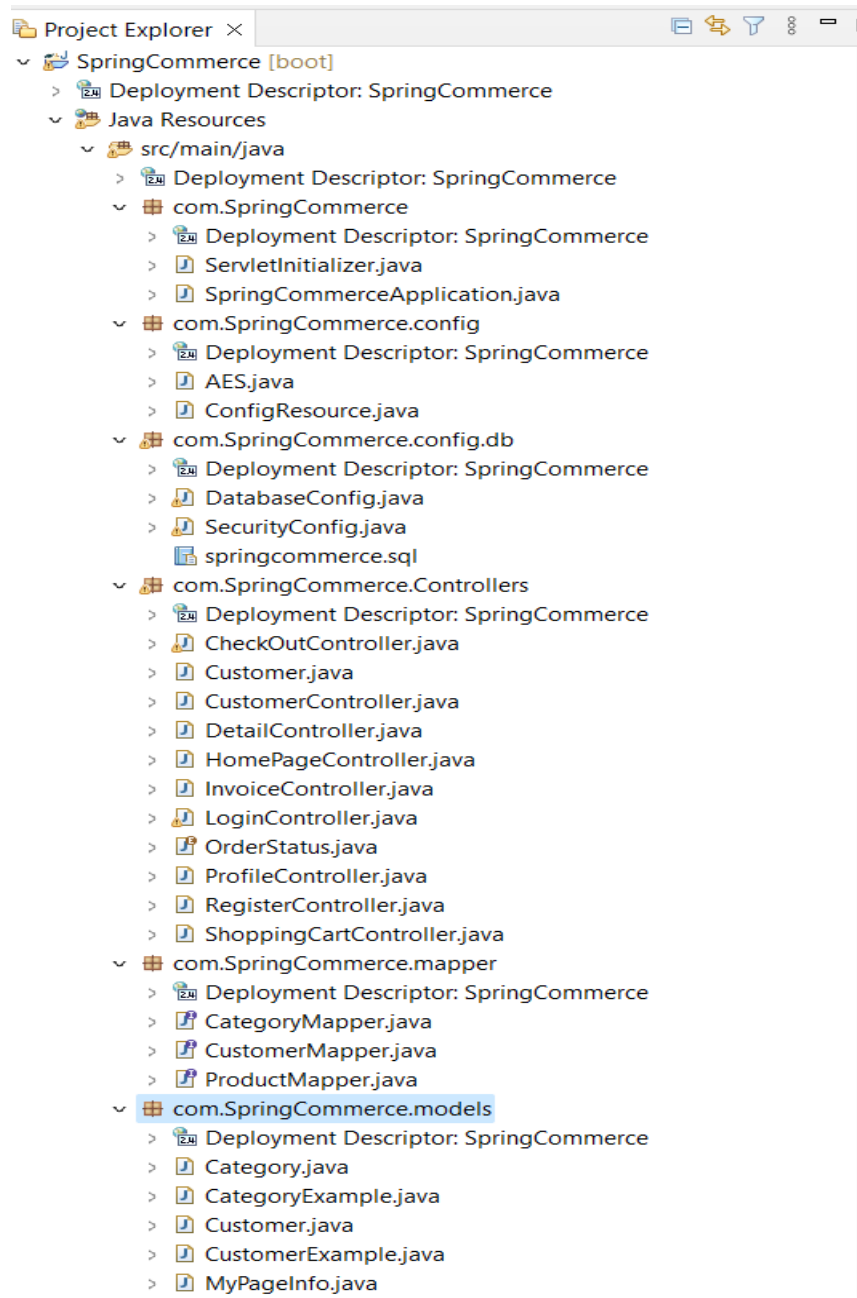 Project Explorer
SpringCommerce [boot]
Deployment Descriptor: SpringCommerce
Java Resources
src/main/java
Deployment Descriptor: SpringCommerce
com.SpringCommerce
Deployment Descriptor: SpringCommerce
ServletInitializer.java
SpringCommerceApplication.java
com.SpringCommerce.config
Deployment Descriptor: SpringCommerce
AES.java
ConfigResource.java
com.SpringCommerce.config.db
Deployment Descriptor: SpringCommerce
DatabaseConfig.java
SecurityConfig.java
springcommerce.sql
com.SpringCommerce.Controllers
Deployment Descriptor: SpringCommerce
CheckOutController.java
Customer.java
CustomerController.java
DetailController.java
HomePageController.java
InvoiceController.java
LoginController.java
OrderStatus.java
ProfileController.java
RegisterController.java
ShoppingCartController.java
com.SpringCommerce.mapper
Deployment Descriptor: SpringCommerce
CategoryMapper.java
CustomerMapper.java
ProductMapper.java
com.SpringCommerce.models
Deployment Descriptor: SpringCommerce
Category.java
CategoryExample.java
Customer.java
CustomerExample.java
MyPageInfo.java